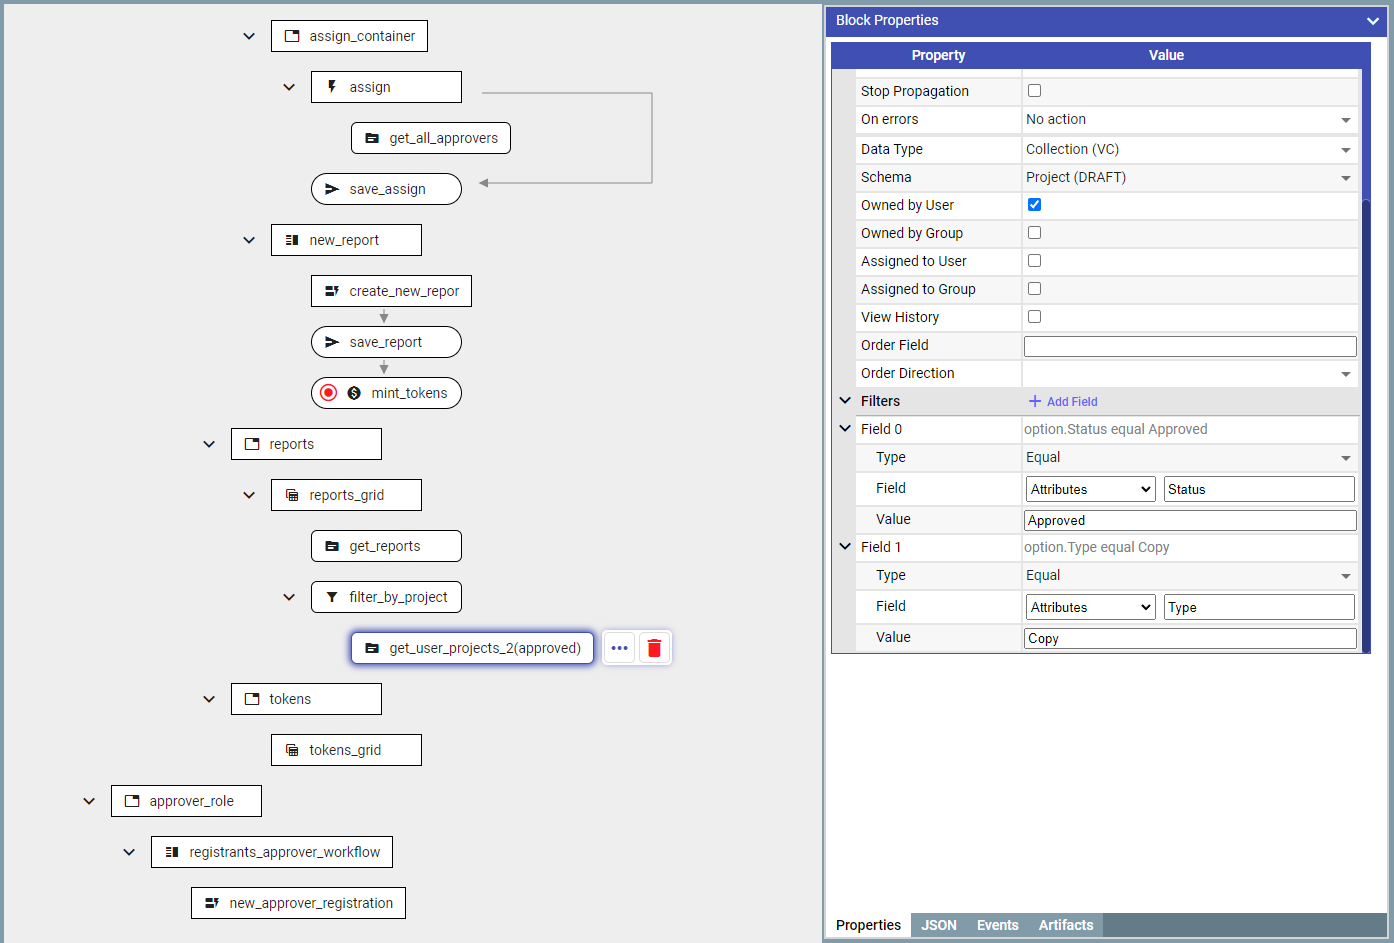 assign_container
assign
get_all_approvers
save_assign
new_report
create_new_repor
save_report
mint_tokens
reports
reports_grid
get_reports
filter_by_project
get_user_projects_2(approved)
tokens
tokens_grid
approver_role
registrants_approver_workflow
new_approver_registration
Block Properties
Property Value
Stop Propagation
On errors No action
Data Type Collection (VC)
Schema Project (DRAFT)
Owned by User
Owned by Group
Assigned to User
Assigned to Group
View History
Order Field
Order Direction
Filters + Add Field
Field 0 option.Status equal Approved
Type Equal
Field Attributes Status
Value Approved
Field 1 option.Type equal Copy
Type Equal
Field Attributes Type
Value Copy
Properties JSON Events Artifacts